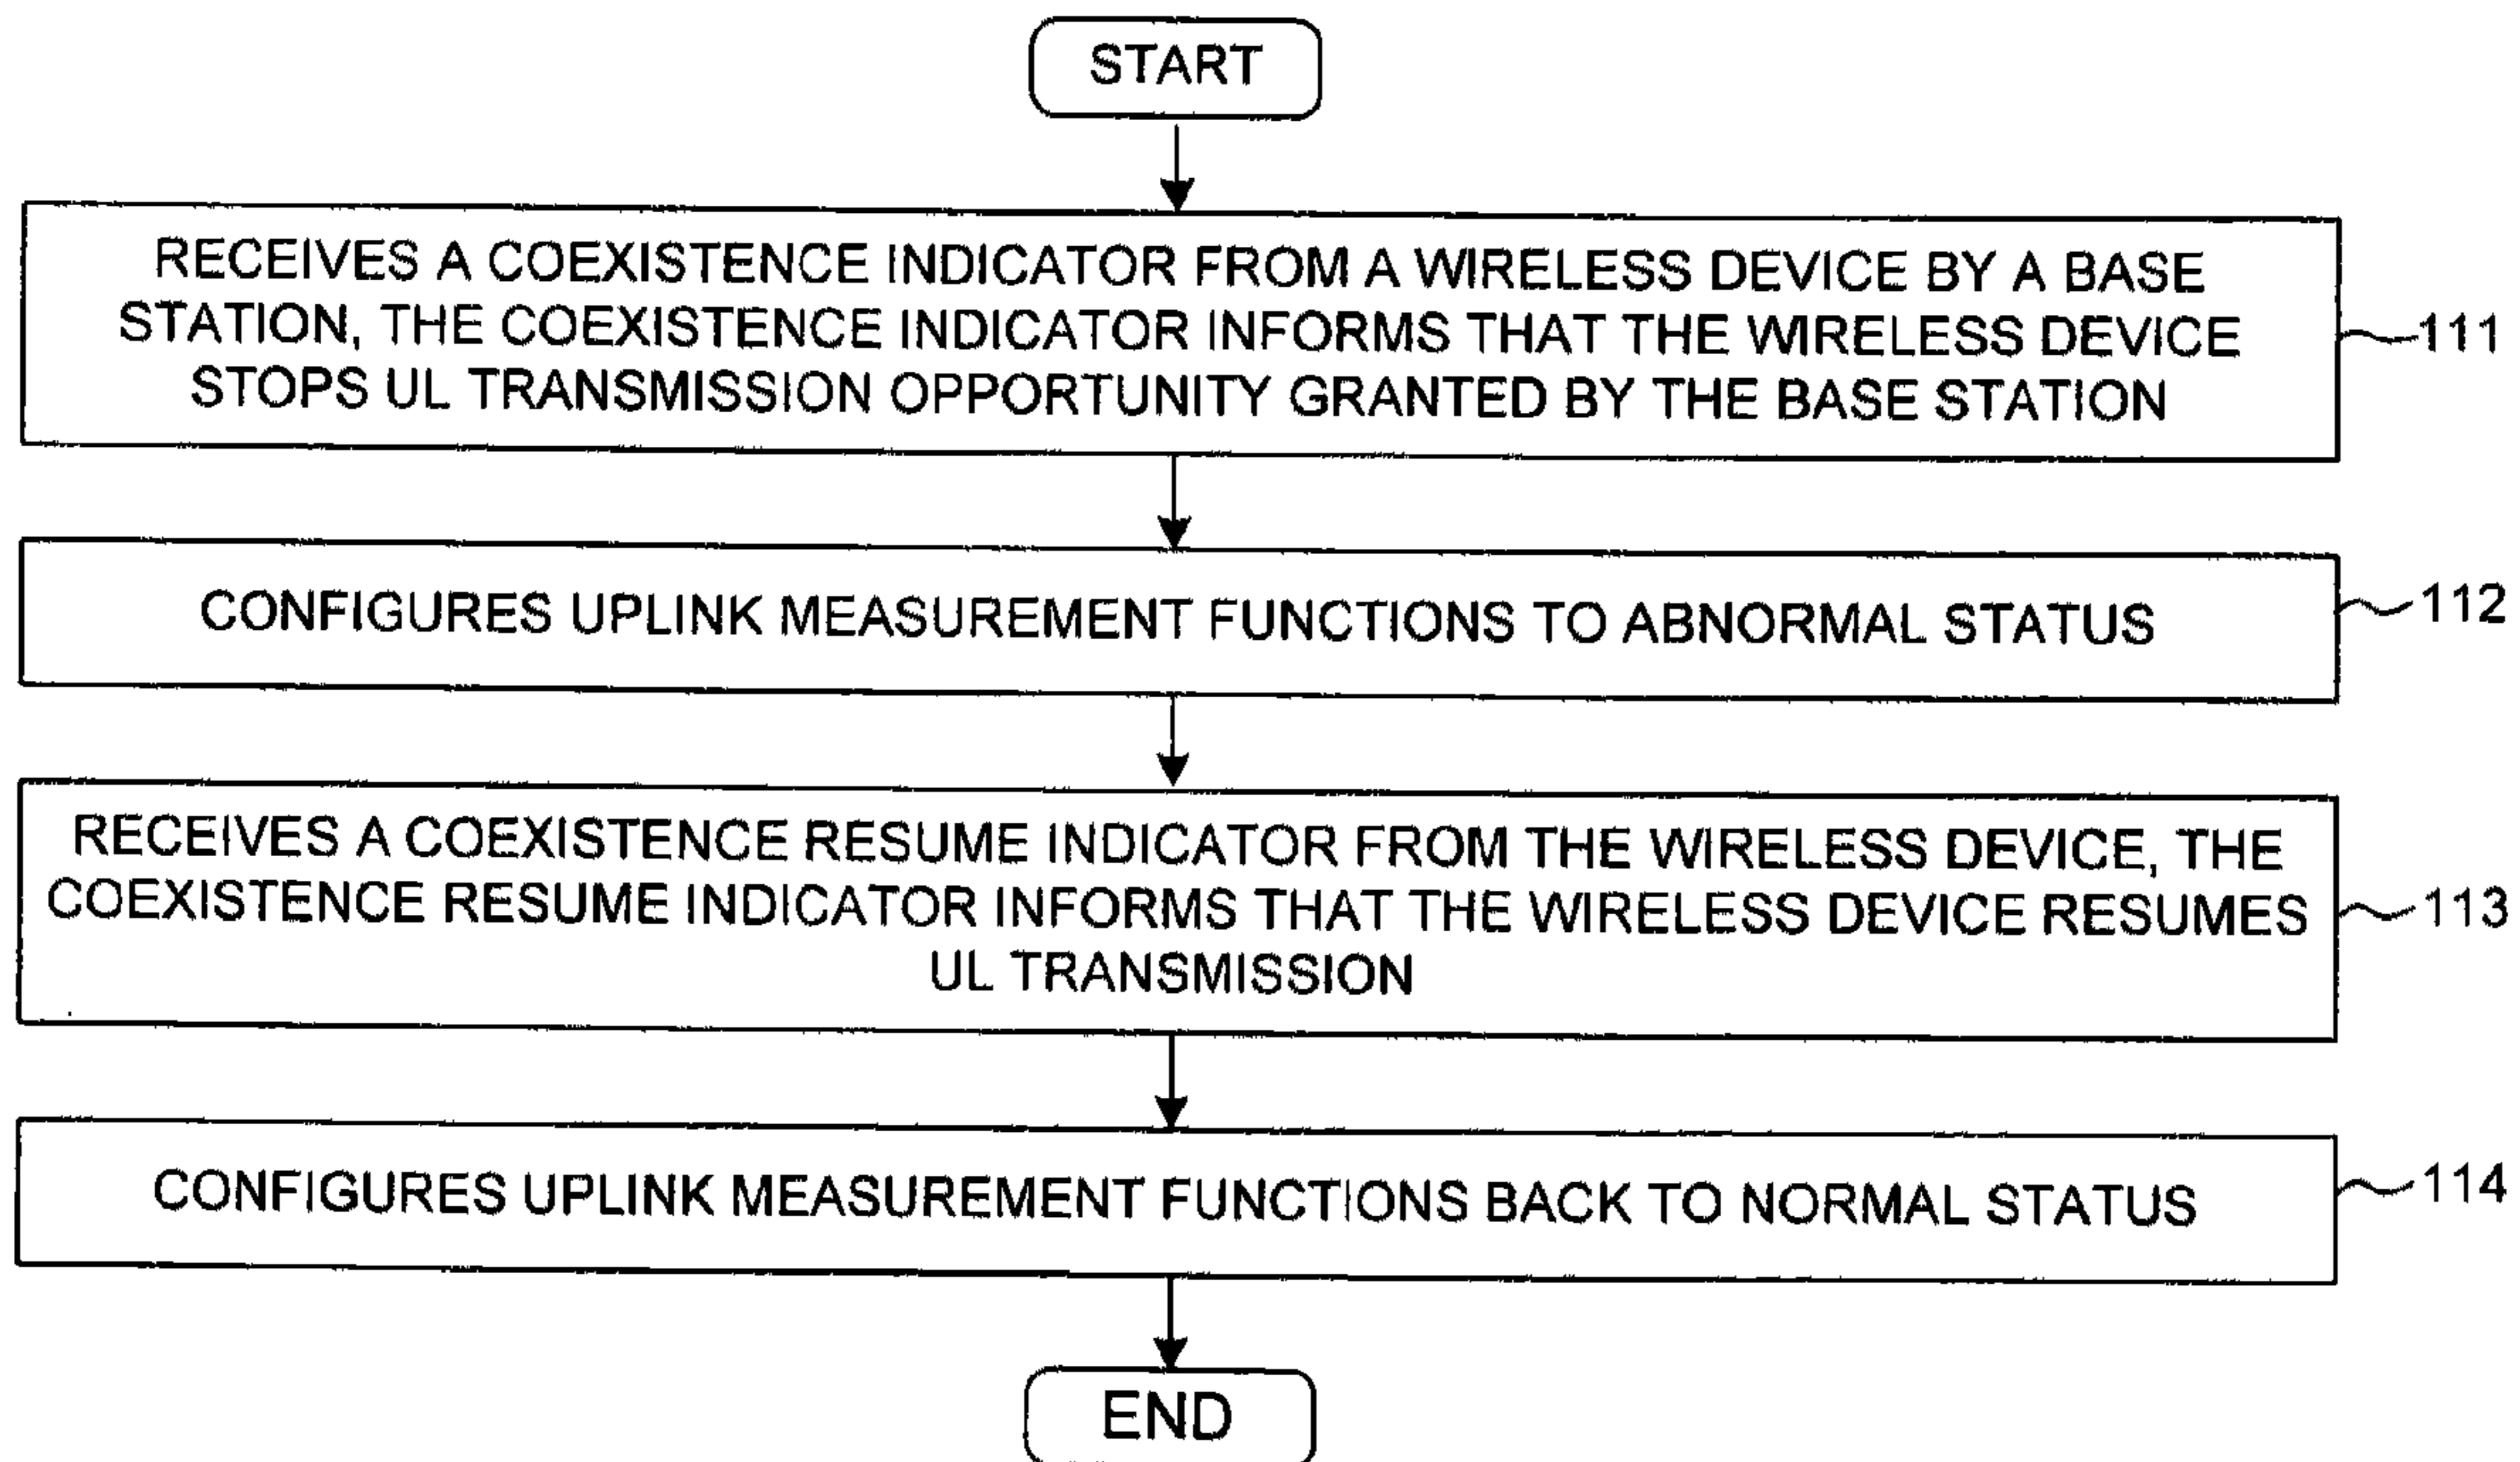 START
RECEIVES A COEXISTENCE INDICATOR FROM A WIRELESS DEVICE BY A BASE
STATION, THE COEXISTENCE INDICATOR INFORMS THAT THE WIRELESS DEVICE
STOPS UL TRANSMISSION OPPORTUNITY GRANTED BY THE BASE STATION
111
CONFIGURES UPLINK MEASUREMENT FUNCTIONS TO ABNORMAL STATUS
112
RECEIVES A COEXISTENCE RESUME INDICATOR FROM THE WIRELESS DEVICE, THE
COEXISTENCE RESUME INDICATOR INFORMS THAT THE WIRELESS DEVICE RESUMES
UL TRANSMISSION
113
CONFIGURES UPLINK MEASUREMENT FUNCTIONS BACK TO NORMAL STATUS
114
END